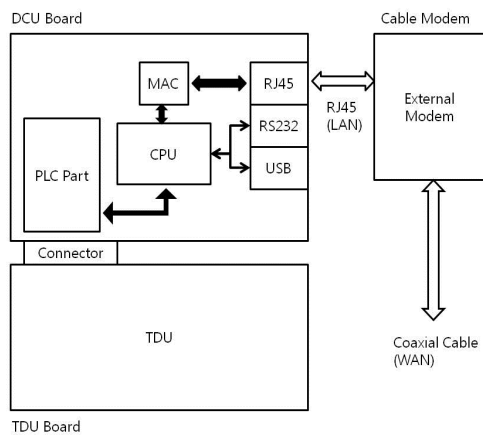 DCU Board
Cable Modem
MAC
RJ45
RJ45
(LAN)
External
Modem
RS232
CPU
USB
PLC Part
Connector
TDU
Coaxial Cable
(WAN)
TDU Board